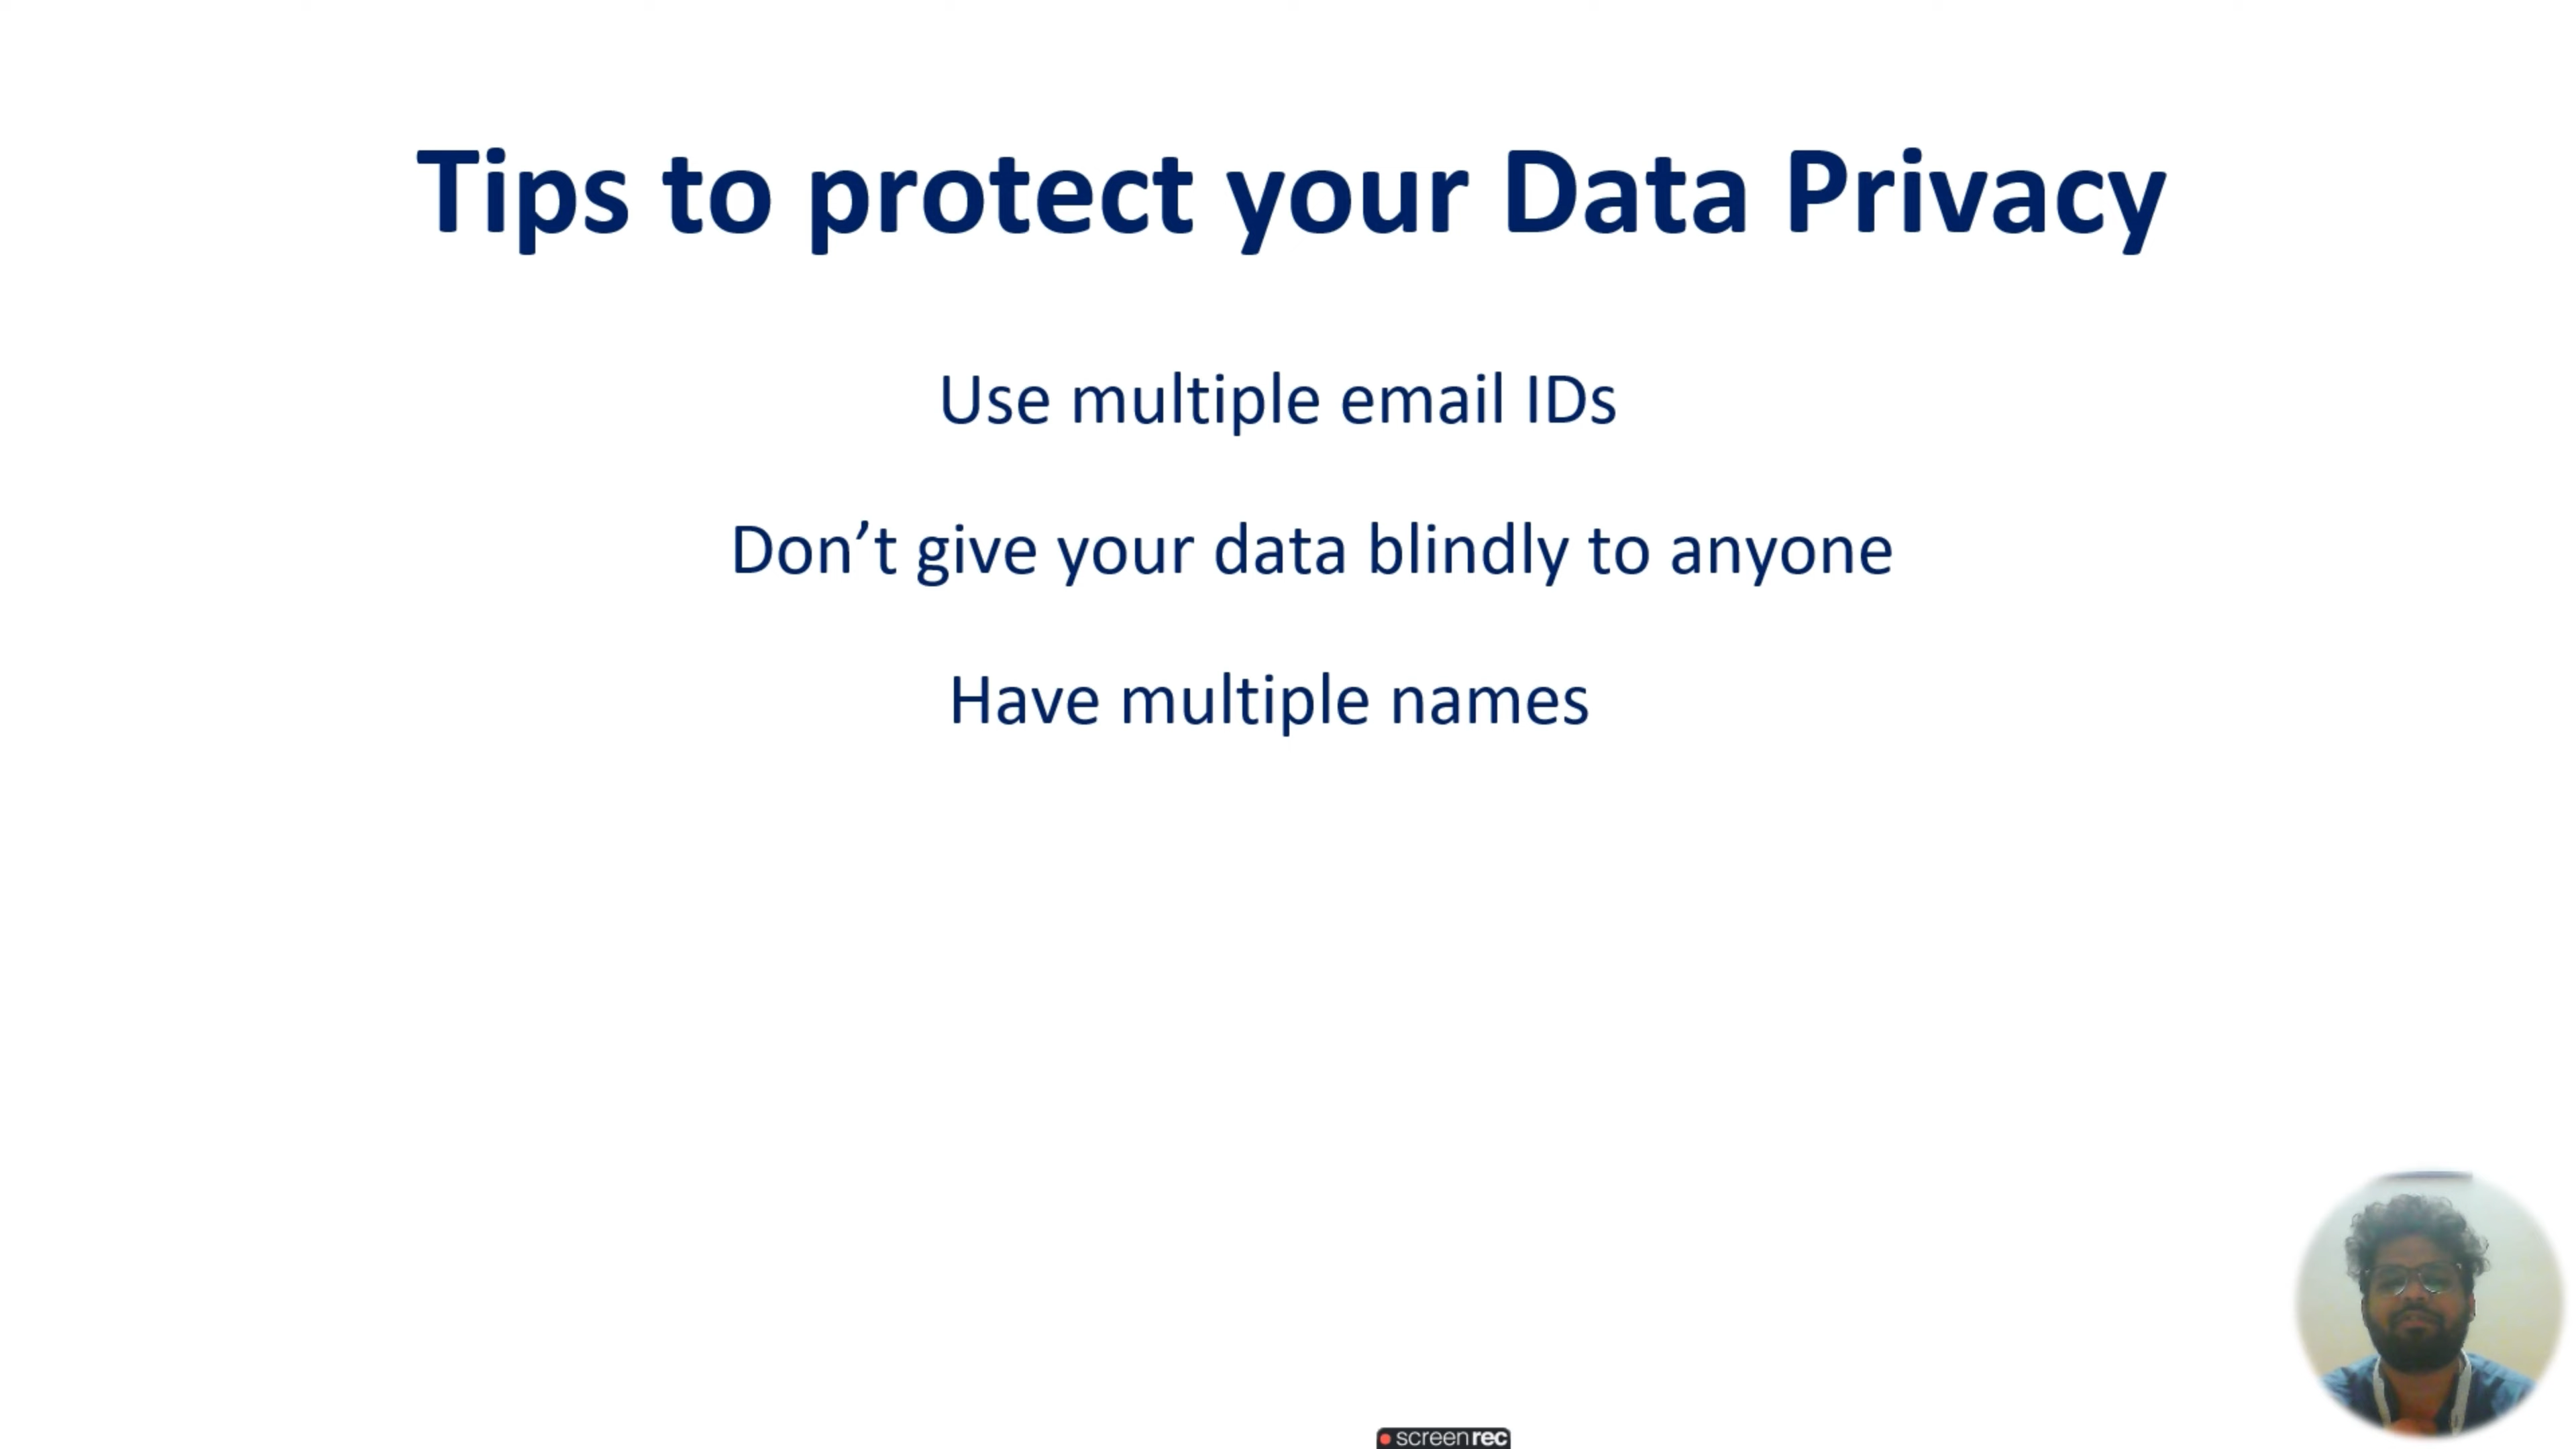 Tips to protect your Data Privacy
Use multiple email IDs
Don’t give your data blindly to anyone
Have multiple names
screenrec